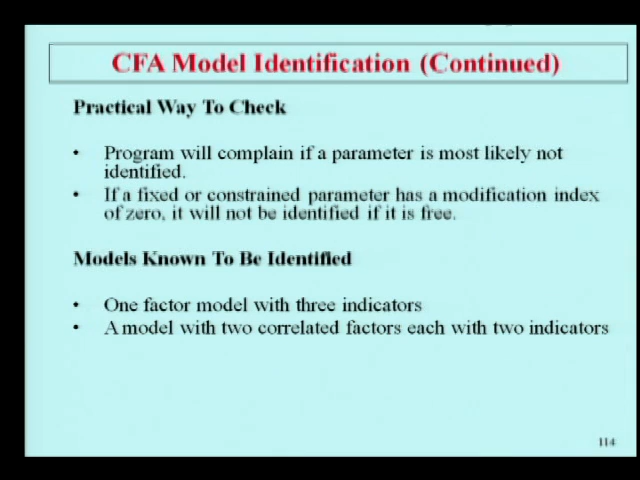 CFA Model Identification (Continued)
Practical Way To Check
• Program will complain if a parameter is most likely not
identified.
• If a fixed or constrained parameter has a modification index
of zero, it will not be identified if it is free.
Models Known To Be Identified
• One factor model with three indicators
• A model with two correlated factors each with two indicators
114